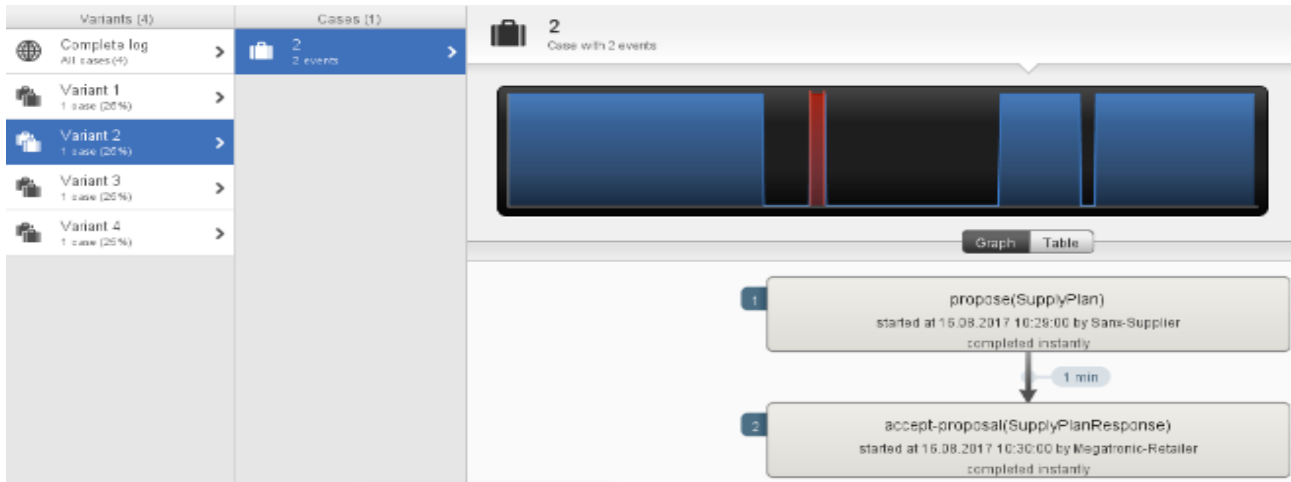 Variants (4)
Complete log
All cases (4)
Variant 1
1 case (25%)
Variant 2
1 case (25%)
Variant 3
1 case (25%)
Variant 4
1 case (25%)
Cases (1)
2
2 events
2
Case with 2 events
Graph
Table
1
propose(SupplyPlan)
started at 16.08.2017 10:29:00 by Sanx-Supplier
completed instantly
1 min
2
accept-proposal(SupplyPlanResponse)
started at 16.08.2017 10:30:00 by Megatronic-Retailer
completed instantly